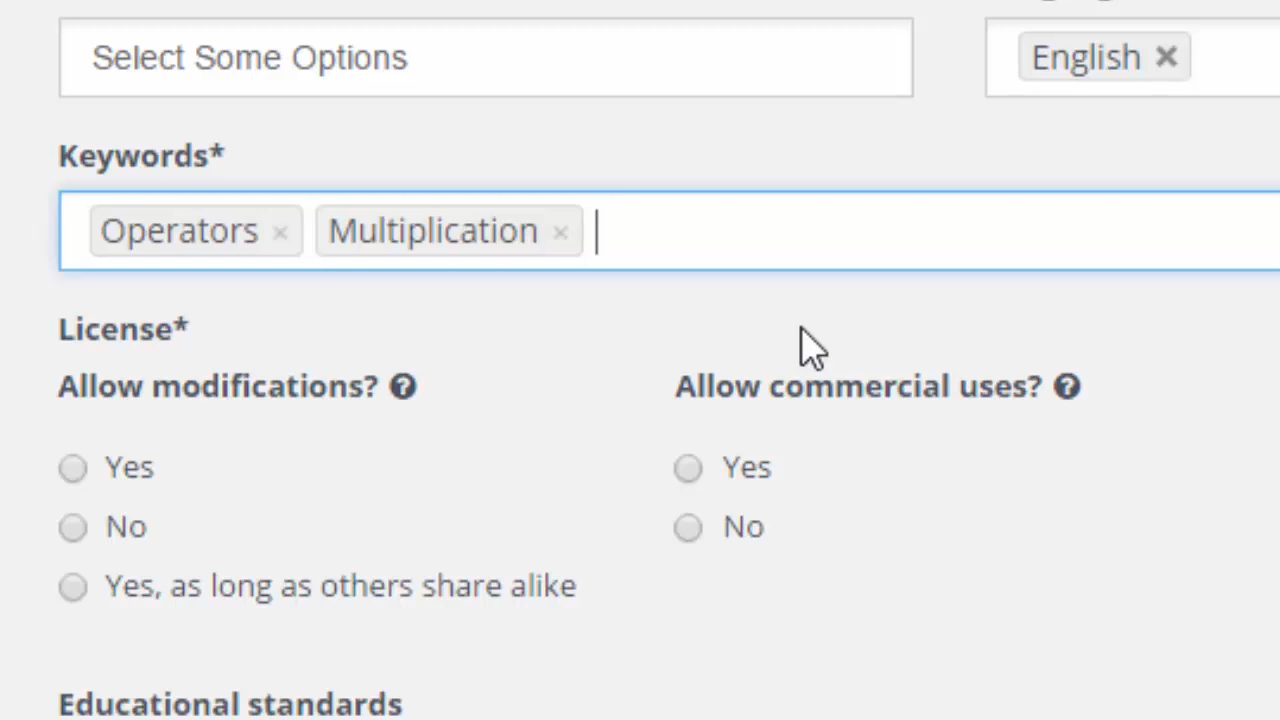 Select Some Options
English ×
Keywords*
Operators × Multiplication ×
License*
Allow modifications? ? Allow commercial uses? ?
Yes Yes
No No
Yes, as long as others share alike
Educational standards